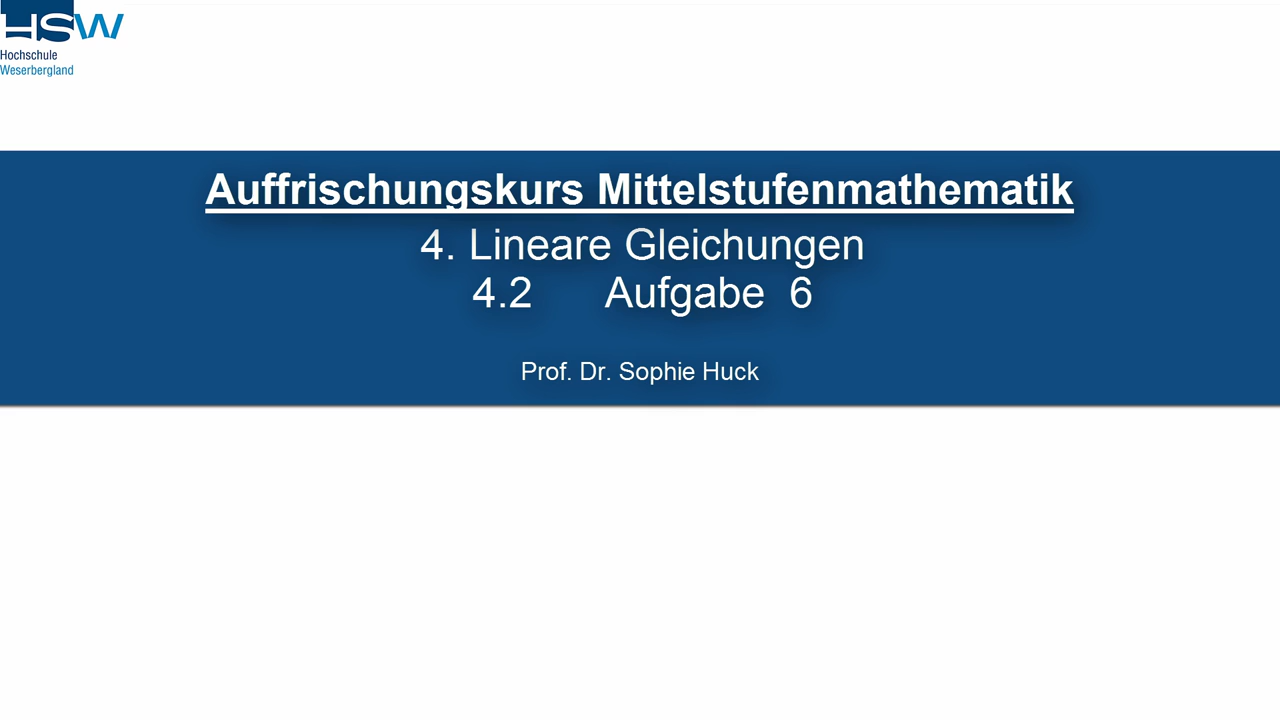 HSW
Hochschule
Weserbergland
Auffrischungskurs Mittelstufenmathematik
4. Lineare Gleichungen
4.2 Aufgabe 6
Prof. Dr. Sophie Huck